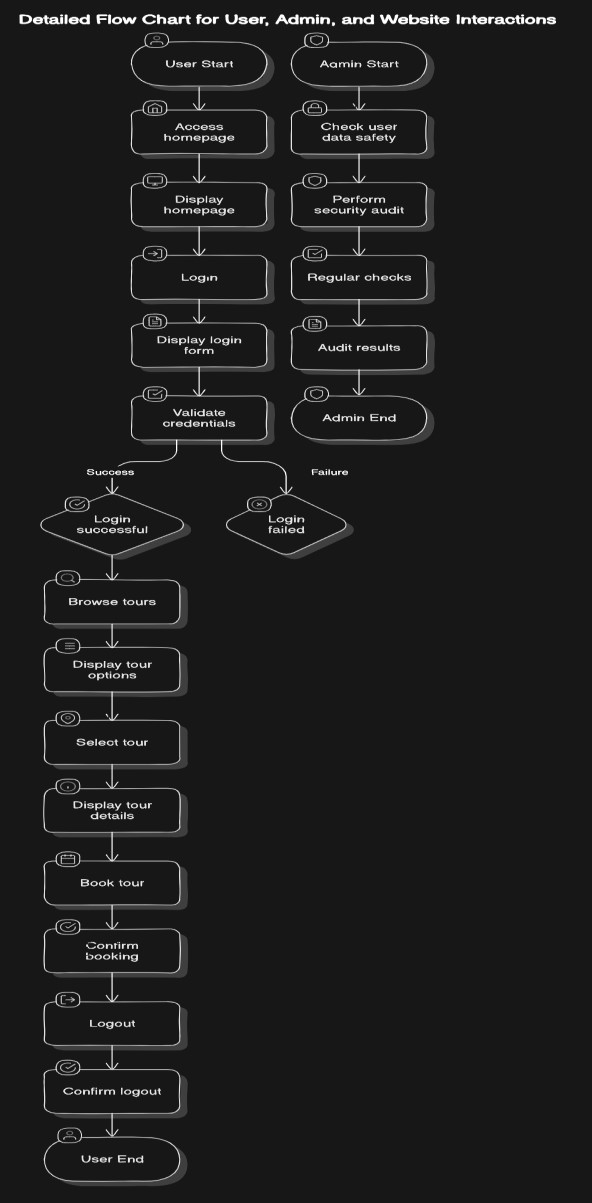 Detailed Flow Chart for User, Admin, and Website Interactions
User Start
Admin Start
Access
homepage
Check user
data safety
Display
homepage
Perform
security audit
Login
Regular checks
Display login
form
Audit results
Validate
credentials
Admin End
Success
Failure
Login
successful
Login
failed
Browse tours
Display tour
options
Select tour
Display tour
details
Book tour
Confirm
booking
Logout
Confirm logout
User End